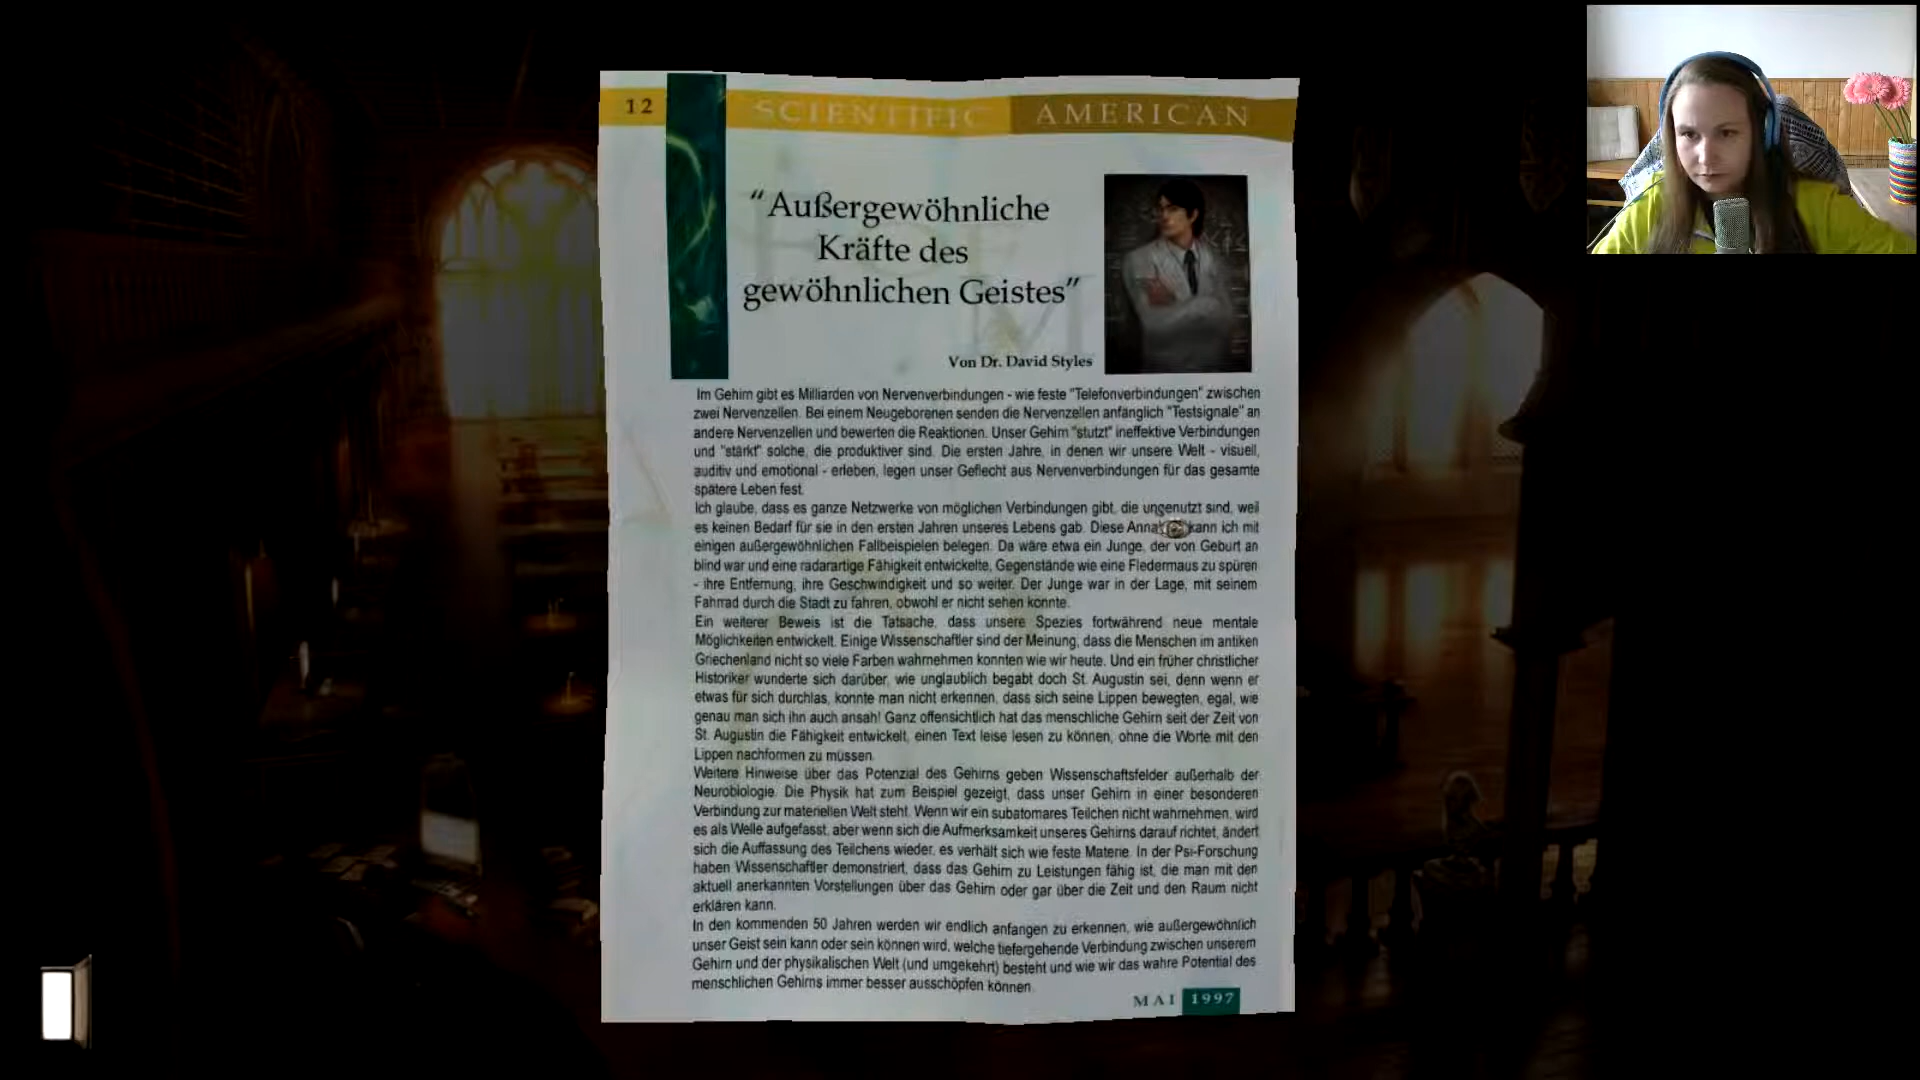 12
SCIENTIFIC AMERICAN
“Außergewöhnliche
Kräfte des
gewöhnlichen Geistes”
Von Dr. David Styles
Im Gehirn gibt es Milliarden von Nervenverbindungen - wie feste "Telefonverbindungen" zwischen
zwei Nervenzellen. Bei einem Neugeborenen senden die Nervenzellen anfänglich "Testsignale" an
andere Nervenzellen und bewerten die Reaktionen. Unser Gehirn "stutzt" ineffektive Verbindungen
und "stärkt" solche, die produktiver sind. Die ersten Jahre, in denen wir unsere Welt - visuell,
auditiv und emotional - erleben, legen unser Geflecht aus Nervenverbindungen für das gesamte
spätere Leben fest.
Ich glaube, dass es ganze Netzwerke von möglichen Verbindungen gibt, die ungenutzt sind, weil
es keinen Bedarf für sie in den ersten Jahren unseres Lebens gab. Diese kann ich mit
einigen außergewöhnlichen Fallbeispielen belegen. Da wäre etwa ein Junge, der von Geburt an
blind war und eine radarartige Fähigkeit entwickelte, Gegenstände wie eine Fledermaus zu spüren
- ihre Entfernung, ihre Geschwindigkeit und so weiter. Der Junge war in der Lage, mit seinem
Fahrrad durch die Stadt zu fahren, obwohl er nicht sehen konnte.
Ein weiterer Beweis ist die Tatsache, dass unsere Spezies fortwährend neue mentale
Möglichkeiten entwickelt. Einige Wissenschaftler sind der Meinung, dass die Menschen im antiken
Griechenland nicht so viele Farben wahrnehmen konnten wie wir heute. Und ein früher christlicher
Historiker wunderte sich darüber, wie unglaublich begabt doch St. Augustin sei, denn wenn er
etwas für sich durchlas, konnte man nicht erkennen, dass sich seine Lippen bewegten, egal, wie
genau man sich ihn auch ansah! Ganz offensichtlich hat das menschliche Gehirn seit der Zeit von
St. Augustin die Fähigkeit entwickelt, einen Text leise lesen zu können, ohne die Worte mit den
Lippen nachformen zu müssen.
Weitere Hinweise über das Potenzial des Gehirns geben Wissenschaftsfelder außerhalb der
Neurobiologie. Die Physik hat zum Beispiel gezeigt, dass unser Gehirn in einer besonderen
Verbindung zur materiellen Welt steht. Wenn wir ein subatomares Teilchen nicht wahrnehmen, wird
es als Welle aufgefasst, aber wenn sich die Aufmerksamkeit unseres Gehirns darauf richtet, ändert
sich die Auffassung des Teilchens wieder, es verhält sich wie feste Materie. In der Psi-Forschung
haben Wissenschaftler demonstriert, dass das Gehirn zu Leistungen fähig ist, die man mit den
aktuell anerkannten Vorstellungen über das Gehirn oder gar über die Zeit und den Raum nicht
erklären kann.
In den kommenden 50 Jahren werden wir endlich anfangen zu erkennen, wie außergewöhnlich
unser Geist sein kann oder sein können wird, welche tiefergehende Verbindung zwischen unserem
Gehirn und der physikalischen Welt (und umgekehrt) besteht und wie wir das wahre Potential des
menschlichen Gehirns immer besser ausschöpfen können.
MAI 1997